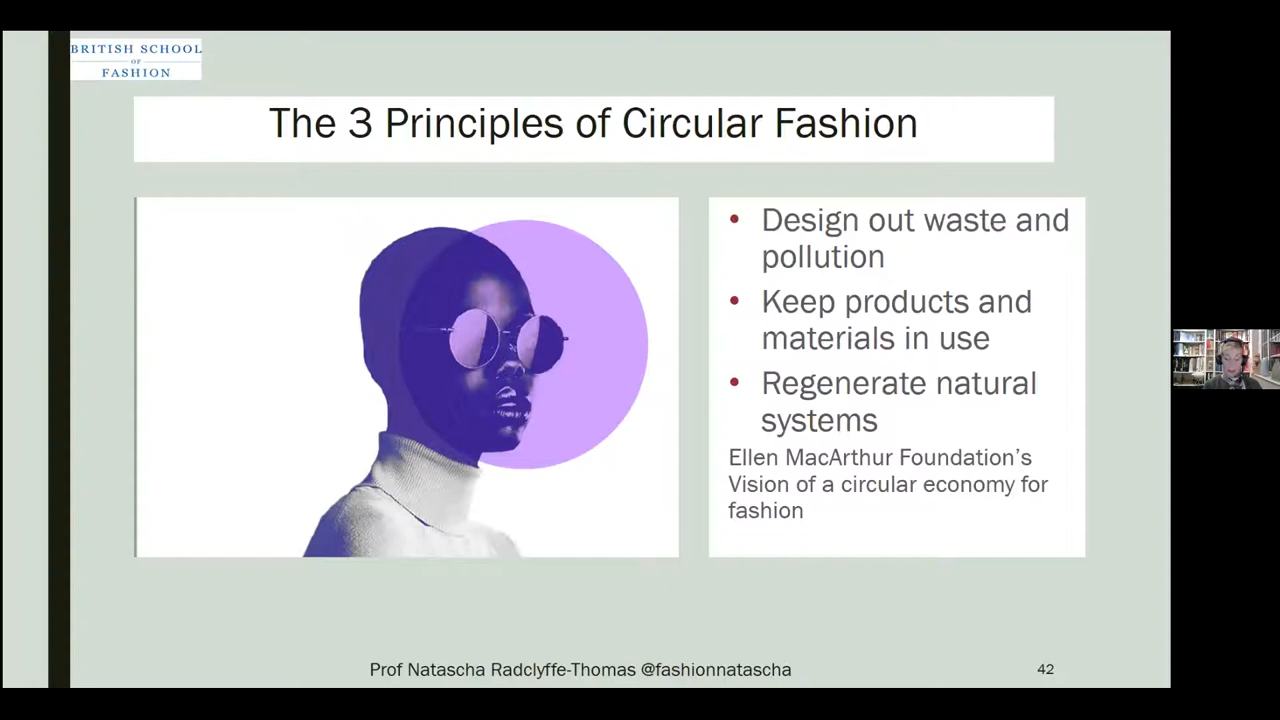 BRITISH SCHOOL
OF
FASHION
The 3 Principles of Circular Fashion
• Design out waste and
pollution
• Keep products and
materials in use
• Regenerate natural
systems
Ellen MacArthur Foundation’s
Vision of a circular economy for
fashion
Prof Natascha Radclyffe-Thomas @fashionnatascha
42